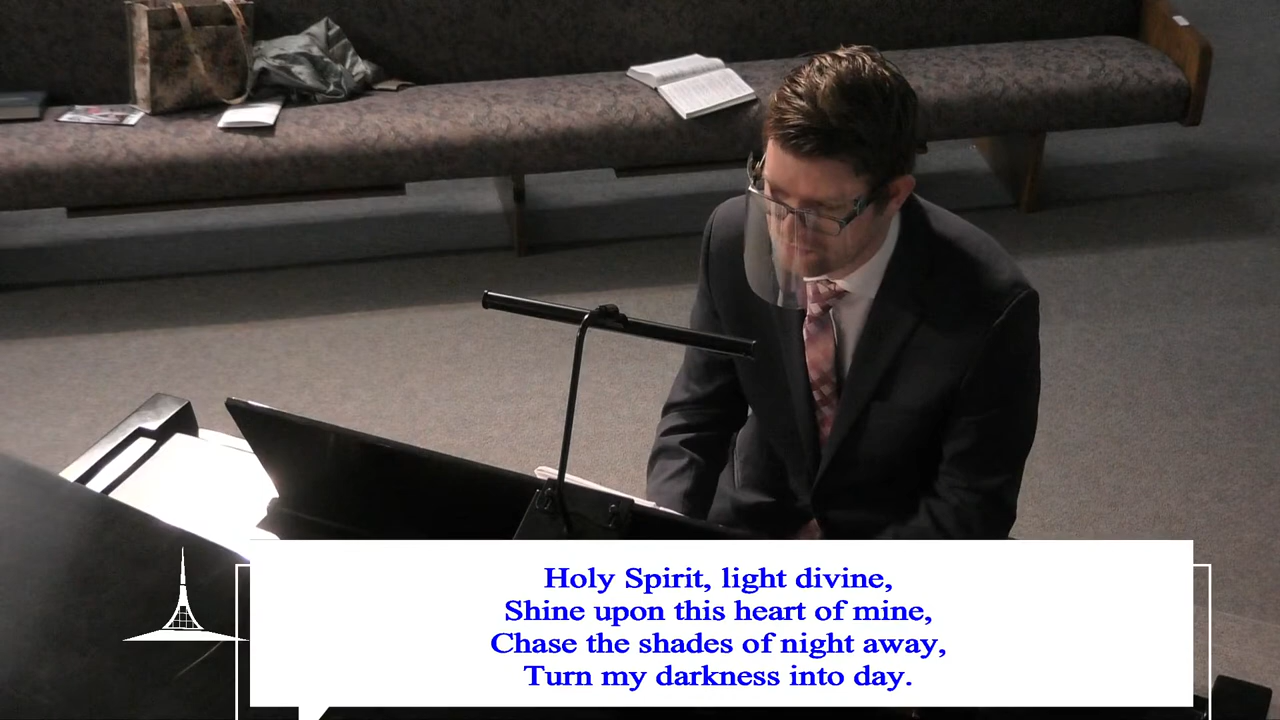 Holy Spirit, light divine,
Shine upon this heart of mine,
Chase the shades of night away,
Turn my darkness into day.